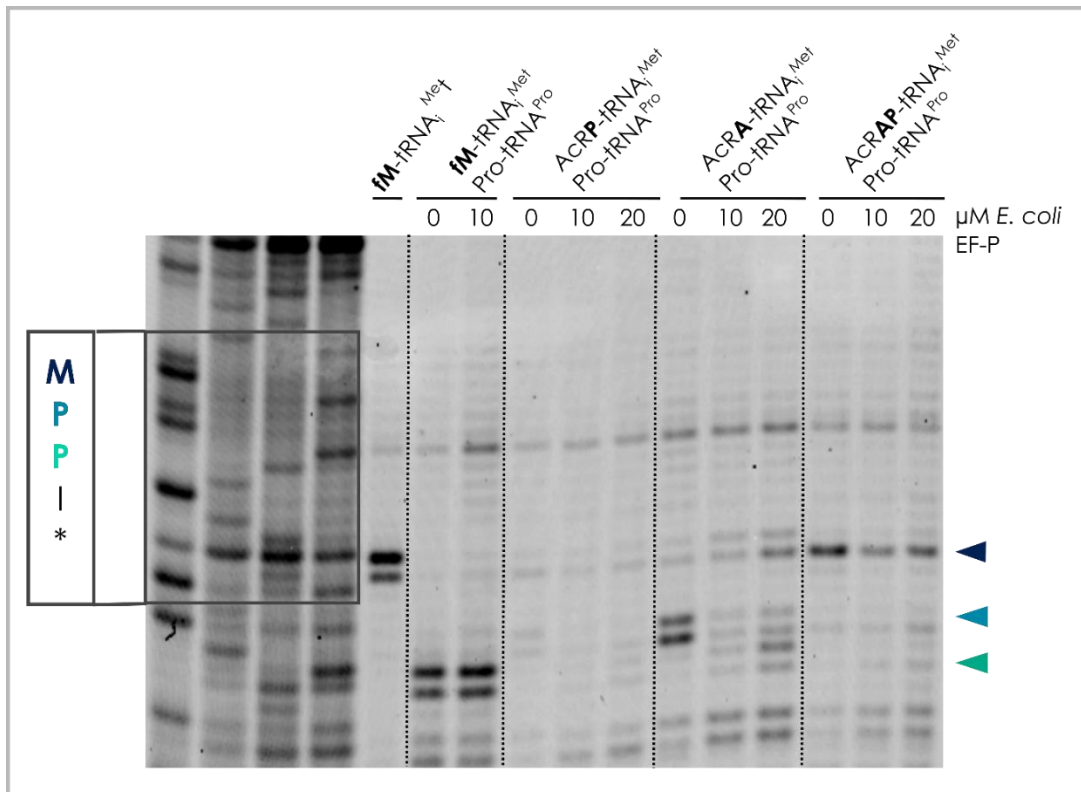 fM-tRNAᵢᴹᵉᵗ
fM-tRNAᵢᴹᵉᵗ
Pro-tRNAᴾʳᵒ
AcRP-tRNAᵢᴹᵉᵗ
Pro-tRNAᴾʳᵒ
AcRA-tRNAᵢᴹᵉᵗ
Pro-tRNAᴾʳᵒ
AcRAP-tRNAᵢᴹᵉᵗ
Pro-tRNAᴾʳᵒ
0 10 0 10 20 0 10 20 0 10 20 µM E. coli
EF-P
M
P
P
I
*